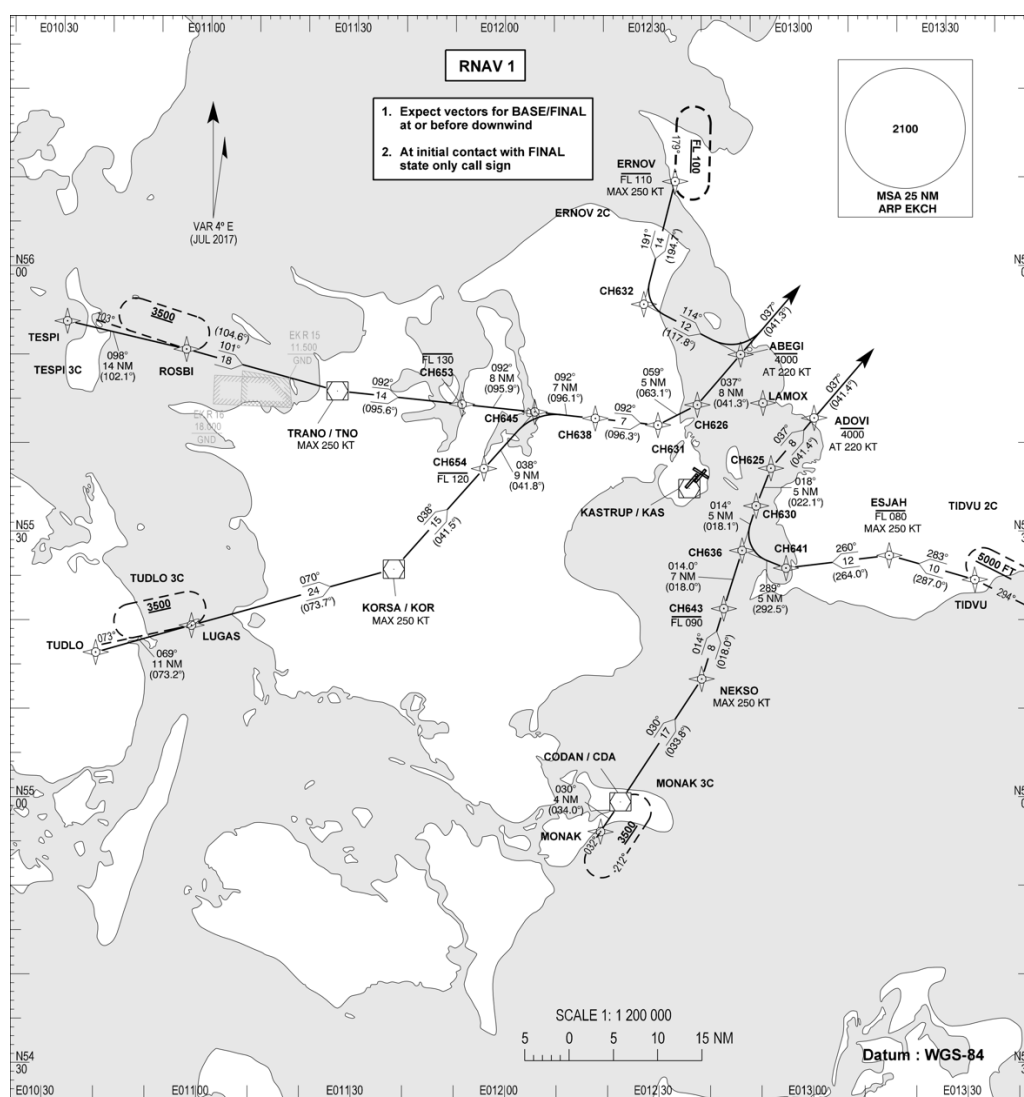 E010|30
E011|00
E011|30
E012|00
E012|30
E013|00
E013|30
RNAV 1
1. Expect vectors for BASE/FINAL
at or before downwind
2. At initial contact with FINAL
state only call sign
2100
MSA 25 NM
ARP EKCH
VAR 4° E
(JUL 2017)
ERNOV
FL 110
MAX 250 KT
179°
FL 100
ERNOV 2C
191°
14
(194.7°)
N56
00
CH632
114°
12
(117.8°)
037°
(041.3°)
ABEGI
4000
AT 220 KT
TESPI
103°
3500
(104.6°)
101°
18
TESPI 3C
098°
14 NM
(102.1°)
ROSBI
EK R 15
11.500
GND
EK R 16
18.000
GND
TRANO / TNO
MAX 250 KT
092°
14
(095.6°)
FL 130
CH653
092°
8 NM
(095.9°)
CH645
092°
7 NM
(096.1°)
CH638
092°
7
(096.3°)
CH631
059°
5 NM
(063.1°)
CH626
037°
8 NM
(041.3°)
LAMOX
037°
(041.4°)
ADOVI
4000
AT 220 KT
037°
8
(041.4°)
CH625
018°
5 NM
(022.1°)
CH654
FL 120
038°
9 NM
(041.8°)
038°
15
(041.5°)
KASTRUP / KAS
014°
5 NM
(018.1°)
CH630
ESJAH
FL 080
MAX 250 KT
TIDVU 2C
N55
30
CH636
CH641
260°
12
(264.0°)
283°
10
(287.0°)
5000 FT
TIDVU
294°
014.0°
7 NM
(018.0°)
289°
5 NM
(292.5°)
CH643
FL 090
TUDLO 3C
3500
070°
24
(073.7°)
KORSA / KOR
MAX 250 KT
TUDLO
073°
LUGAS
069°
11 NM
(073.2°)
014°
8
(018.0°)
NEKSO
MAX 250 KT
030°
17
(033.8°)
CODAN / CDA
MONAK 3C
N55
00
030°
4 NM
(034.0°)
MONAK
032°
3500
212°
SCALE 1: 1 200 000
5 0 5 10 15 NM
Datum : WGS-84
N54
30
E010|30
E011|00
E011|30
E012|00
E012|30
E013|00
E013|30